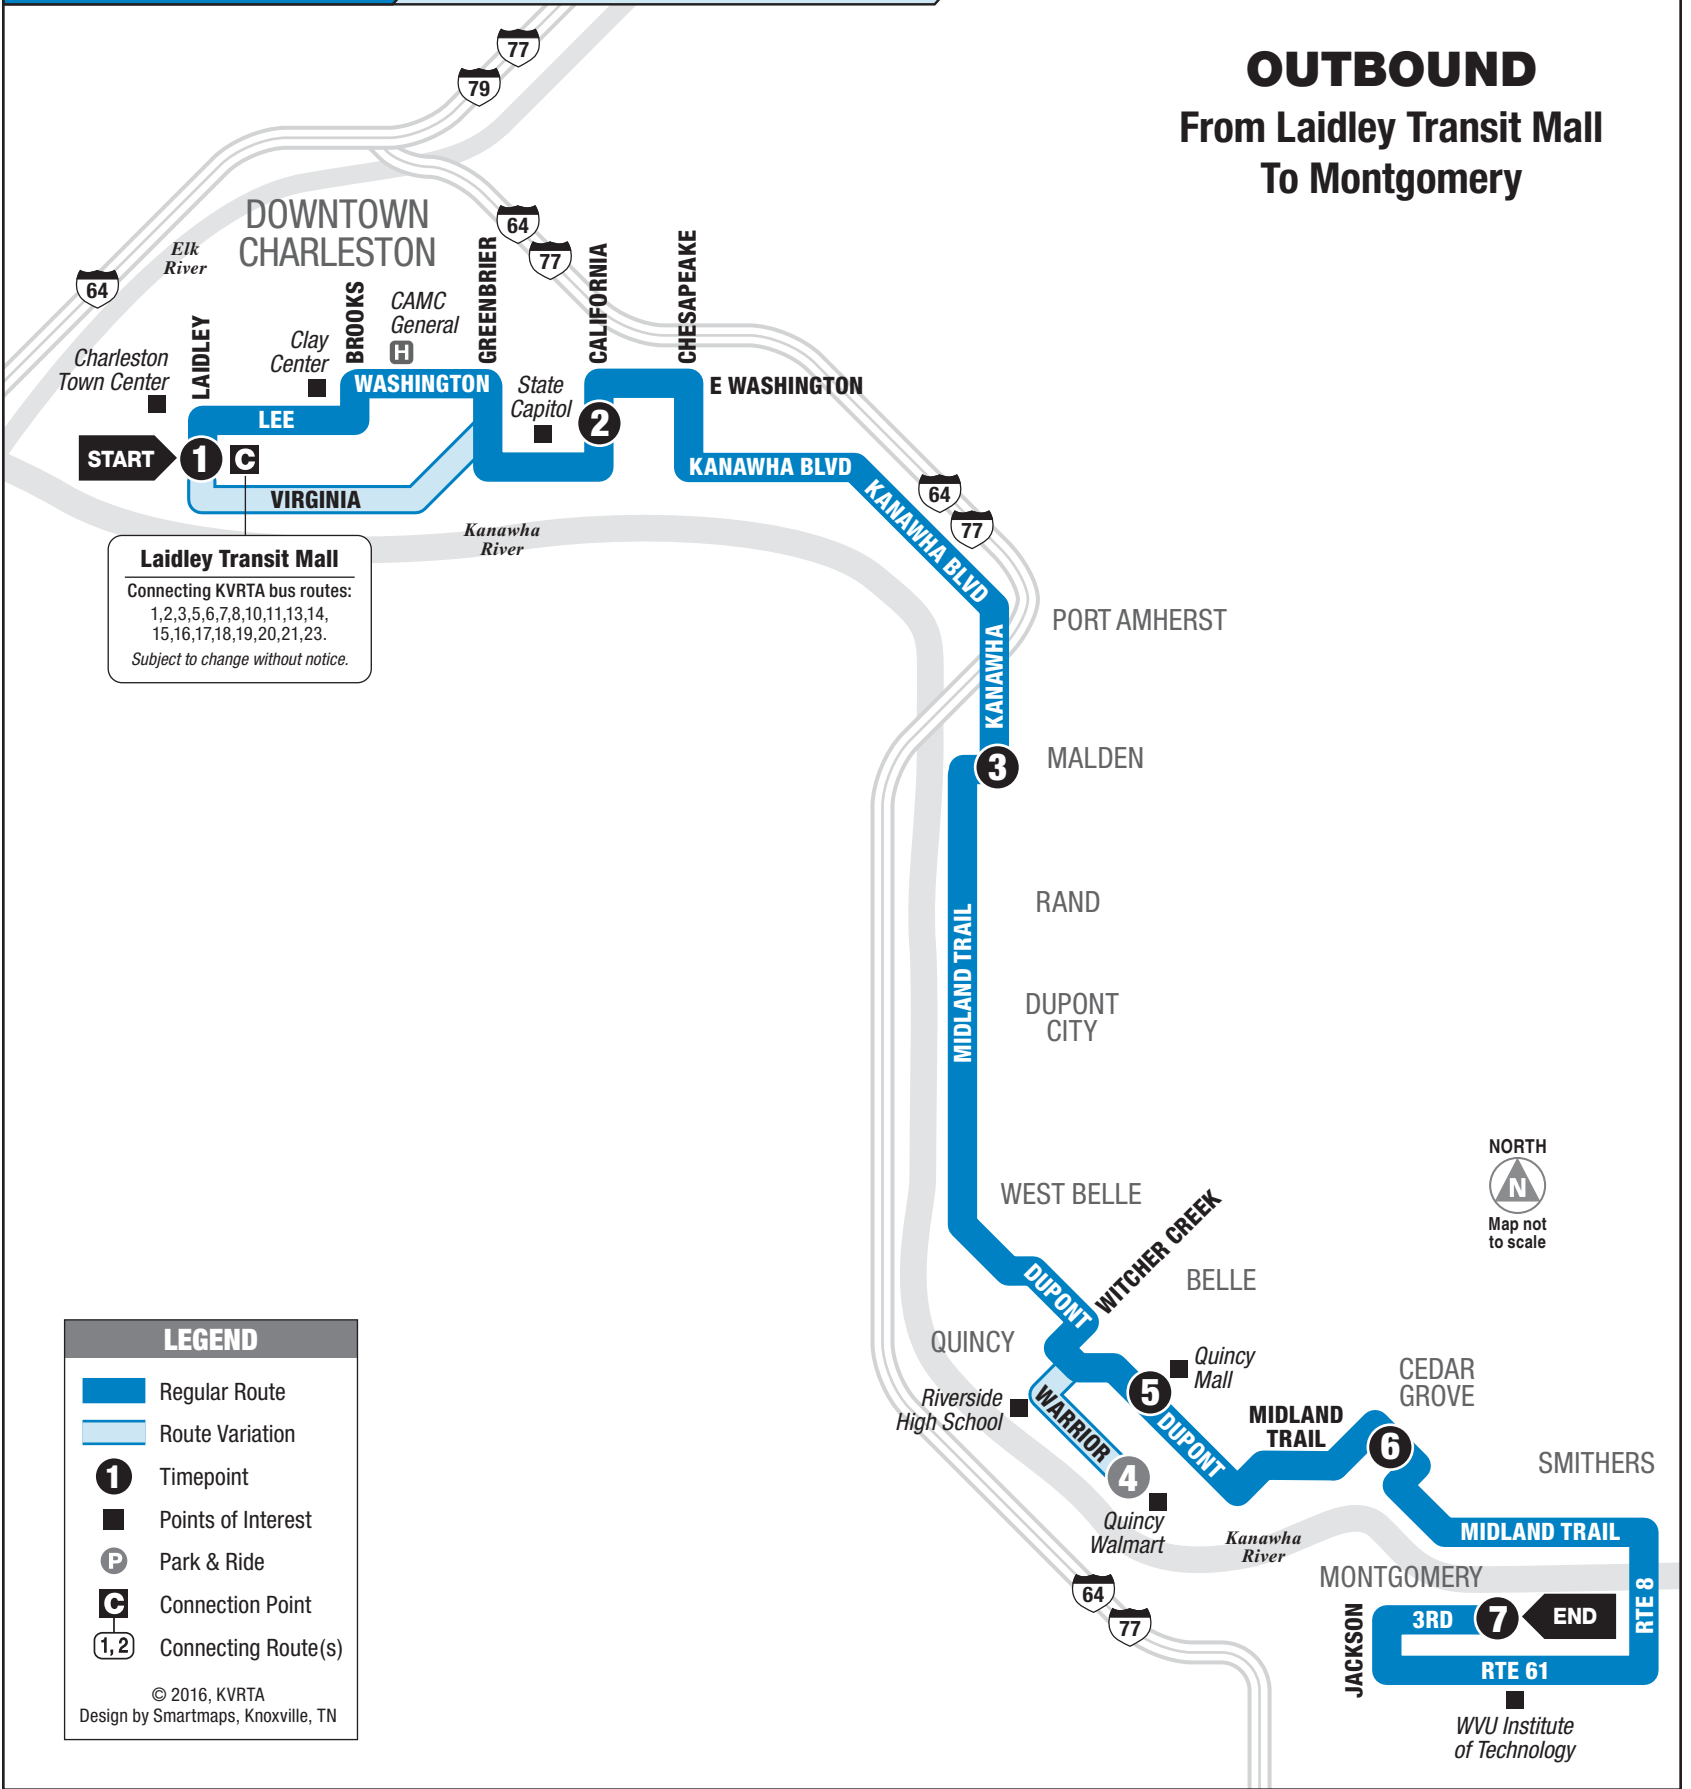 OUTBOUND
From Laidley Transit Mall
To Montgomery
77
79
64
77
64
DOWNTOWN
CHARLESTON
Elk
River
LAIDLEY
BROOKS
GREENBRIER
CALIFORNIA
CHESAPEAKE
CAMC
General
H
Clay
Center
Charleston
Town Center
State
Capitol
WASHINGTON
E WASHINGTON
LEE
START
1
C
2
VIRGINIA
KANAWHA BLVD
KANAWHA BLVD
64
77
Kanawha
River
Laidley Transit Mall
Connecting KVRTA bus routes:
1,2,3,5,6,7,8,10,11,13,14,
15,16,17,18,19,20,21,23.
Subject to change without notice.
PORT AMHERST
KANAWHA
3
MALDEN
RAND
MIDLAND TRAIL
DUPONT
CITY
WEST BELLE
WITCHER CREEK
BELLE
DUPONT
NORTH
N
Map not
to scale
QUINCY
Quincy
Mall
5
Riverside
High School
WARRIOR
4
DUPONT
Quincy
Walmart
MIDLAND
TRAIL
CEDAR
GROVE
6
SMITHERS
MIDLAND TRAIL
Kanawha
River
MONTGOMERY
RTE 8
JACKSON
3RD
7
END
RTE 61
WVU Institute
of Technology
64
77
LEGEND
Regular Route
Route Variation
1 Timepoint
Points of Interest
P Park & Ride
C Connection Point
1, 2 Connecting Route(s)
© 2016, KVRTA
Design by Smartmaps, Knoxville, TN